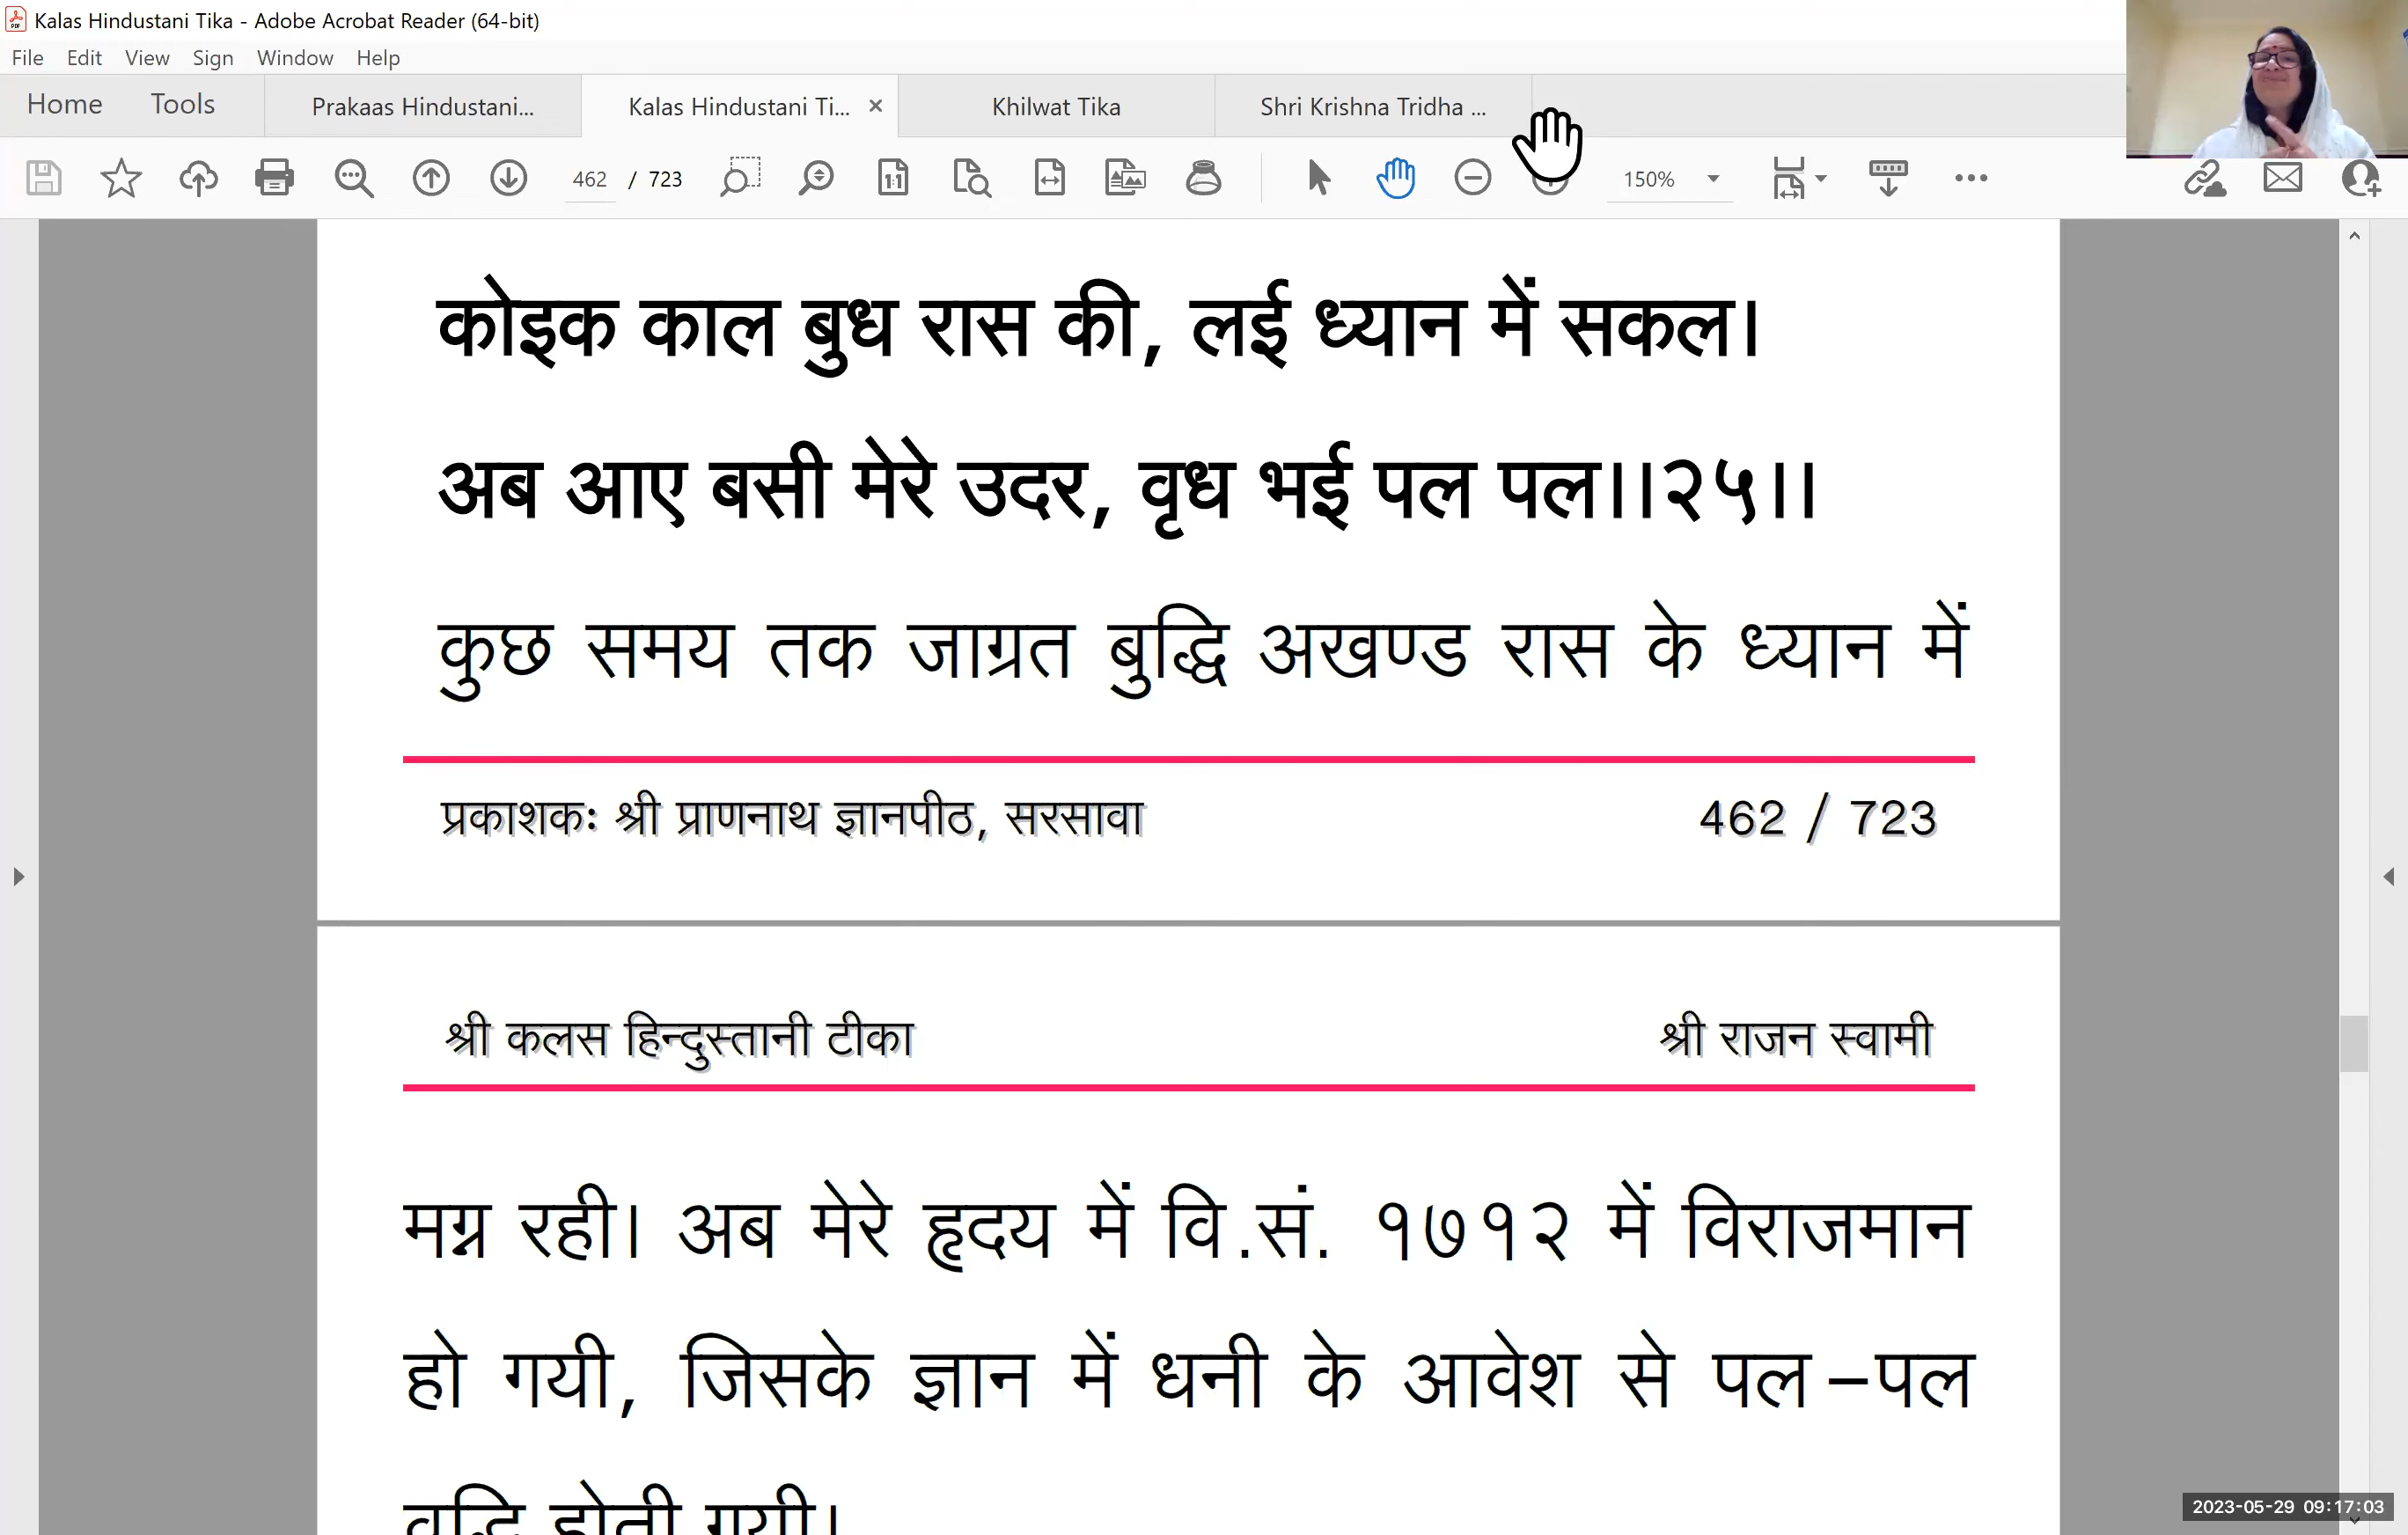 Kalas Hindustani Tika - Adobe Acrobat Reader (64-bit)
File Edit View Sign Window Help
Home Tools Prakaas Hindustani... Kalas Hindustani Ti... × Khilwat Tika Shri Krishna Tridha ...
462 / 723 1:1 150%
कोइक काल बुध रास की, लई ध्यान में सकल।
अब आए बसी मेरे उदर, वृध भई पल पल।।२५।।
कुछ समय तक जाग्रत बुद्धि अखण्ड रास के ध्यान में
प्रकाशकः श्री प्राणनाथ ज्ञानपीठ, सरसावा 462 / 723
श्री कलस हिन्दुस्तानी टीका श्री राजन स्वामी
मग्न रही। अब मेरे हृदय में वि.सं. १७१२ में विराजमान
हो गयी, जिसके ज्ञान में धनी के आवेश से पल-पल
वृद्धि होती गयी।
2023-05-29 09:17:03